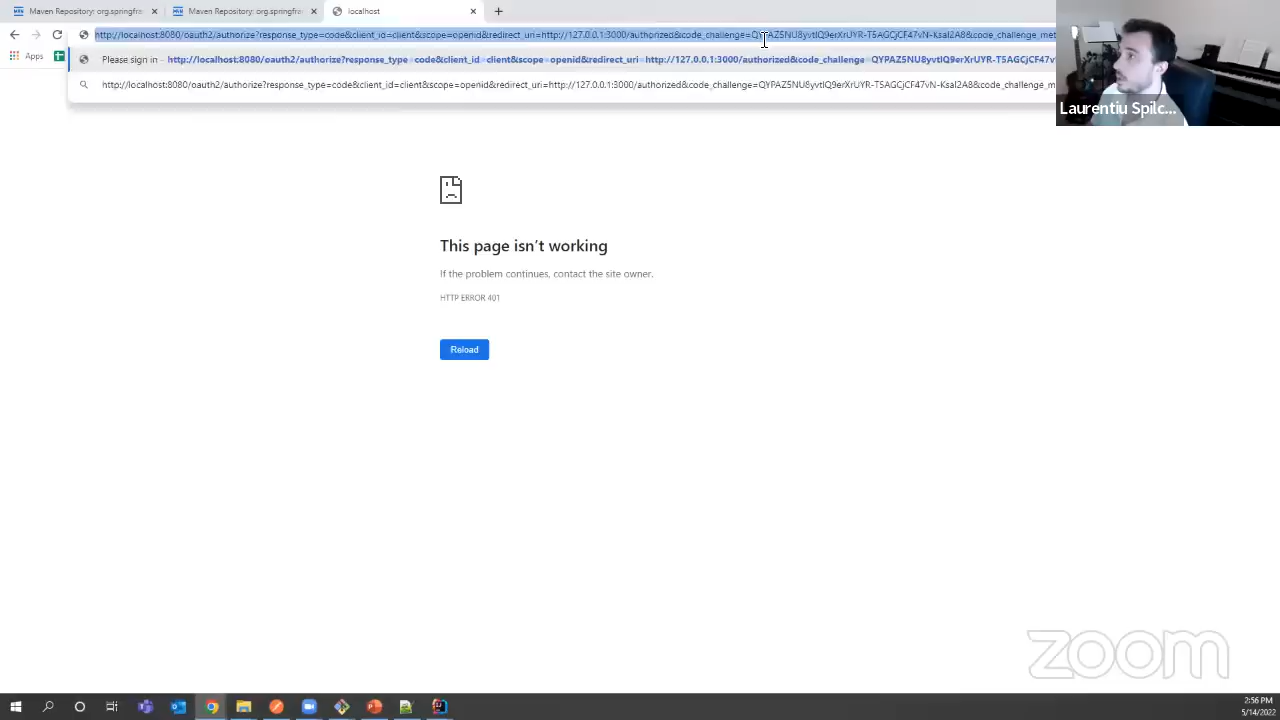 Maven Repository: org.springfr
Maven Repository: org.springfra
localhost
http://localhost:8080/oauth2/authorize?response_type=code&client_id=client&scope=openid&redirect_uri=http://127.0.0.1:3000/authorized&code_challenge=QYPAZ5NU8yvtlQ9erXrUYR-T5AGCjCF47vN-KsaI2A8&code_challenge_met
Apps
Please sign in - http://localhost:8080/oauth2/authorize?response_type=code&client_id=client&scope=openid&redirect_uri=http://127.0.0.1:3000/authorized&code_challenge=QYPAZ5NU8yvtlQ9erXrUYR-T5AGCjCF47v
http://localhost:8080/oauth2/authorize?response_type=code&client_id=client&scope=openid&redirect_uri=http://127.0.0.1:3000/authorized&code_challenge=QYPAZ5NU8yvtlQ9erXrUYR-T5AGCjCF47vN-KsaI2A8&code_challenge_m
Laurentiu Spilc...
This page isn't working
If the problem continues, contact the site owner.
HTTP ERROR 401
Reload
zoom
2:56 PM
5/14/2022